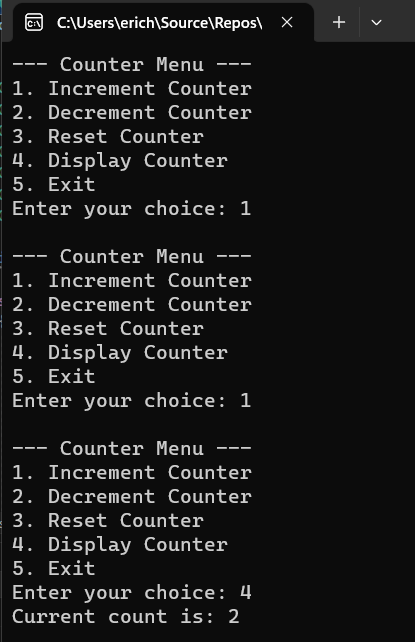 C:\Users\erich\Source\Repos\
--- Counter Menu ---
1. Increment Counter
2. Decrement Counter
3. Reset Counter
4. Display Counter
5. Exit
Enter your choice: 1
--- Counter Menu ---
1. Increment Counter
2. Decrement Counter
3. Reset Counter
4. Display Counter
5. Exit
Enter your choice: 1
--- Counter Menu ---
1. Increment Counter
2. Decrement Counter
3. Reset Counter
4. Display Counter
5. Exit
Enter your choice: 4
Current count is: 2